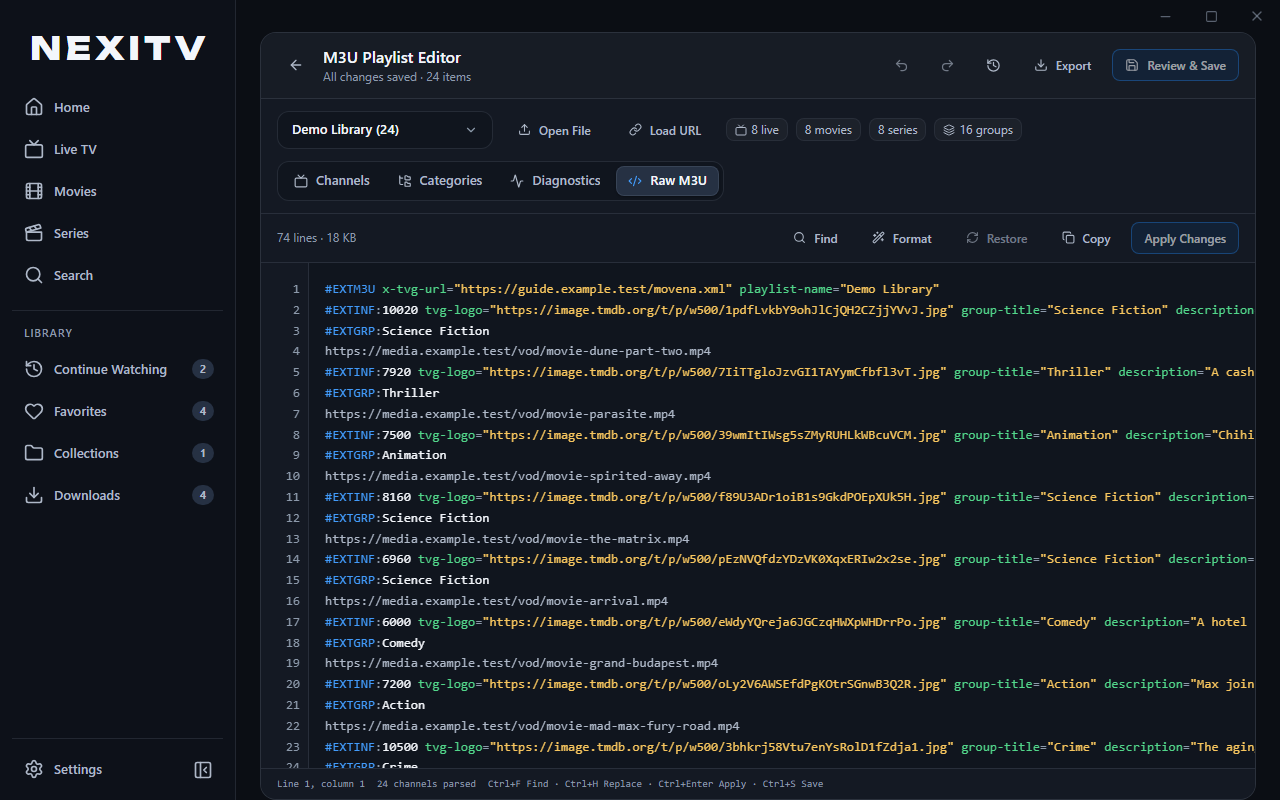 NEXITV
Home
Live TV
Movies
Series
Search
LIBRARY
Continue Watching 2
Favorites 4
Collections 1
Downloads 4
Settings
M3U Playlist Editor
All changes saved · 24 items
Export
Review & Save
Demo Library (24)
Open File
Load URL
8 live
8 movies
8 series
16 groups
Channels
Categories
Diagnostics
Raw M3U
74 lines · 18 KB
Find
Format
Restore
Copy
Apply Changes
1 #EXTM3U x-tvg-url="https://guide.example.test/movena.xml" playlist-name="Demo Library"
2 #EXTINF:10020 tvg-logo="https://image.tmdb.org/t/p/w500/1pdfLvkbY9ohJlCjQH2CZjjYVvJ.jpg" group-title="Science Fiction" description
3 #EXTGRP:Science Fiction
4 https://media.example.test/vod/movie-dune-part-two.mp4
5 #EXTINF:7920 tvg-logo="https://image.tmdb.org/t/p/w500/7IiTTgloJzvGI1TAYymCfbfl3vT.jpg" group-title="Thriller" description="A cash
6 #EXTGRP:Thriller
7 https://media.example.test/vod/movie-parasite.mp4
8 #EXTINF:7500 tvg-logo="https://image.tmdb.org/t/p/w500/39wmItIWsg5sZMyRUHLkWBcuVCM.jpg" group-title="Animation" description="Chihi
9 #EXTGRP:Animation
10 https://media.example.test/vod/movie-spirited-away.mp4
11 #EXTINF:8160 tvg-logo="https://image.tmdb.org/t/p/w500/f89U3ADr1oiB1s9GkdPOEpXUk5H.jpg" group-title="Science Fiction" description=
12 #EXTGRP:Science Fiction
13 https://media.example.test/vod/movie-the-matrix.mp4
14 #EXTINF:6960 tvg-logo="https://image.tmdb.org/t/p/w500/pEzNVQfdzYDzVK0XqxERIw2x2se.jpg" group-title="Science Fiction" description=
15 #EXTGRP:Science Fiction
16 https://media.example.test/vod/movie-arrival.mp4
17 #EXTINF:6000 tvg-logo="https://image.tmdb.org/t/p/w500/eWdyYQreja6JGCzqHWXpWHDrrPo.jpg" group-title="Comedy" description="A hotel
18 #EXTGRP:Comedy
19 https://media.example.test/vod/movie-grand-budapest.mp4
20 #EXTINF:7200 tvg-logo="https://image.tmdb.org/t/p/w500/oLy2V6AWSEfdPgKOtrSGnwB3Q2R.jpg" group-title="Action" description="Max join
21 #EXTGRP:Action
22 https://media.example.test/vod/movie-mad-max-fury-road.mp4
23 #EXTINF:10500 tvg-logo="https://image.tmdb.org/t/p/w500/3bhkrj58Vtu7enYsRolD1fZdja1.jpg" group-title="Crime" description="The agin
24 #EXTGRP:Crime
Line 1, column 1 24 channels parsed Ctrl+F Find · Ctrl+H Replace · Ctrl+Enter Apply · Ctrl+S Save